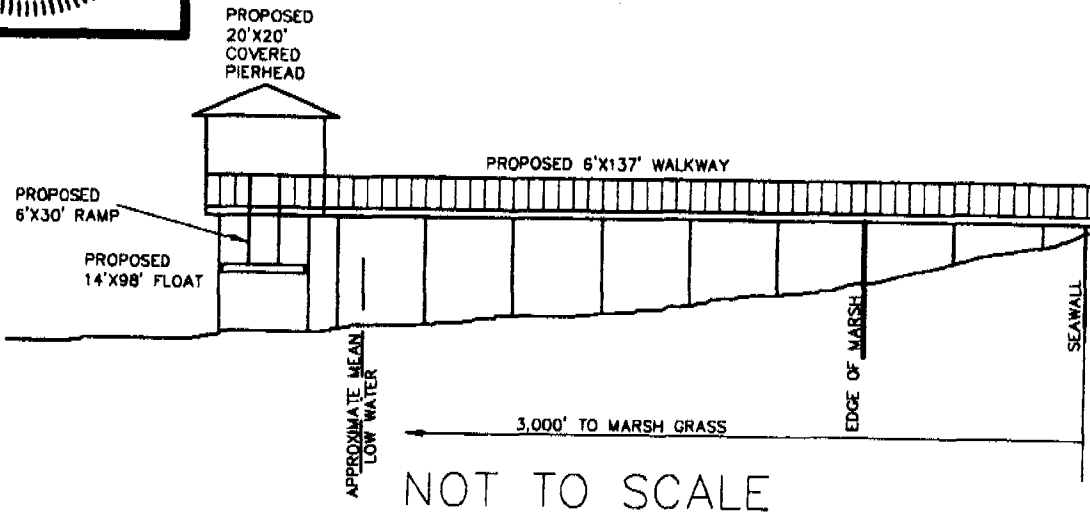 PROPOSED
20'X20'
COVERED
PIERHEAD
PROPOSED 6'X137' WALKWAY
PROPOSED
6'X30' RAMP
PROPOSED
14'X98' FLOAT
APPROXIMATE MEAN
LOW WATER
EDGE OF MARSH
SEAWALL
3,000' TO MARSH GRASS
NOT TO SCALE